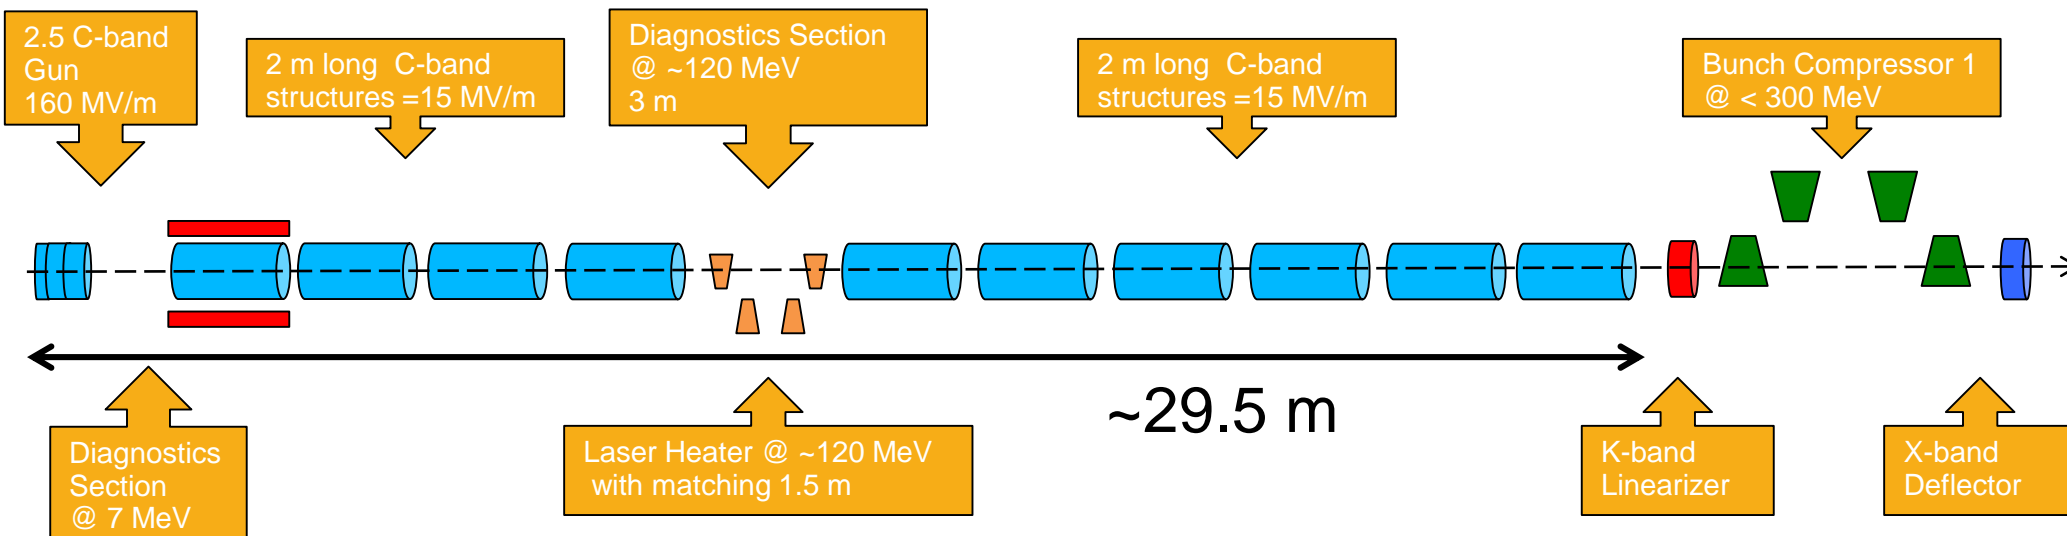 2.5 C-band
Gun
160 MV/m
2 m long  C-band
structures =15 MV/m
Diagnostics Section
@ ~120 MeV
3 m
2 m long  C-band
structures =15 MV/m
Bunch Compressor 1
@ < 300 MeV
~29.5 m
Diagnostics
Section
@ 7 MeV
Laser Heater @ ~120 MeV
with matching 1.5 m
K-band
Linearizer
X-band
Deflector